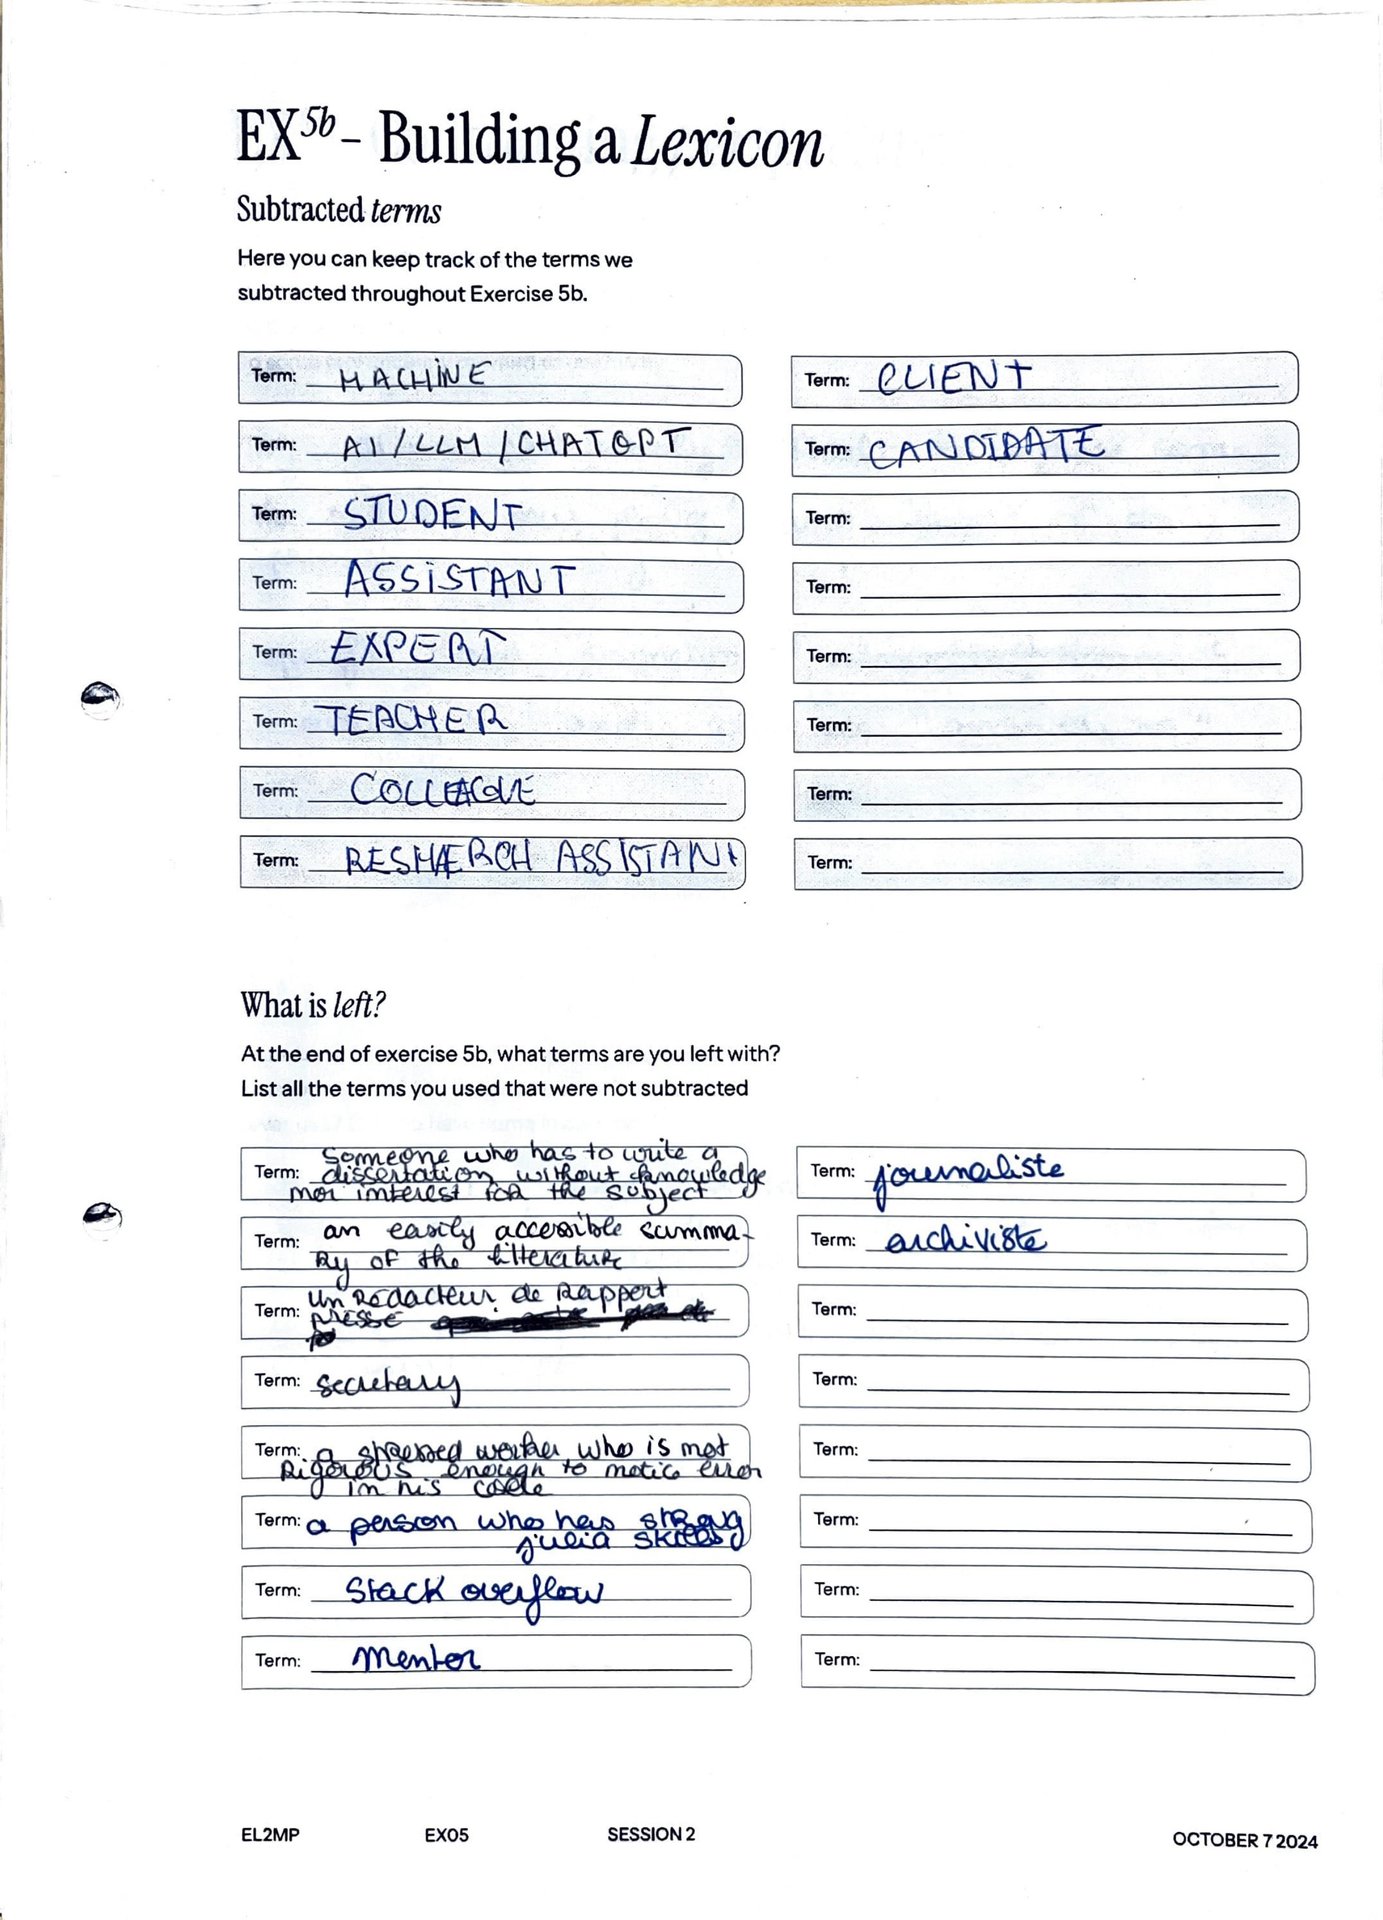 EX5b - Building a Lexicon
Subtracted terms
Here you can keep track of the terms we
subtracted throughout Exercise 5b.
Term: MACHINE
Term: AI / LLM / CHATGPT
Term: STUDENT
Term: ASSISTANT
Term: EXPERT
Term: TEACHER
Term: COLLEAGUE
Term: RESHAERCH ASSISTANt
Term: CLIENT
Term: CANDIDATE
Term:
Term:
Term:
Term:
Term:
Term:
What is left?
At the end of exercise 5b, what terms are you left with?
List all the terms you used that were not subtracted
Term: Someone who has to write a
dissertation without knowledge
nor interest for the subject
Term: an easily accessible summa-
ry of the litterature
Term: un Rédacteur de Rapport
pressé
Term: secretary
Term: a stressed worker who is not
Rigorous enough to notice error
in his code
Term: a person who has strong
julia skills
Term: Stack overflow
Term: Mentor
Term: journaliste
Term: archiviste
Term:
Term:
Term:
Term:
Term:
Term:
EL2MP
EX05
SESSION 2
OCTOBER 7 2024